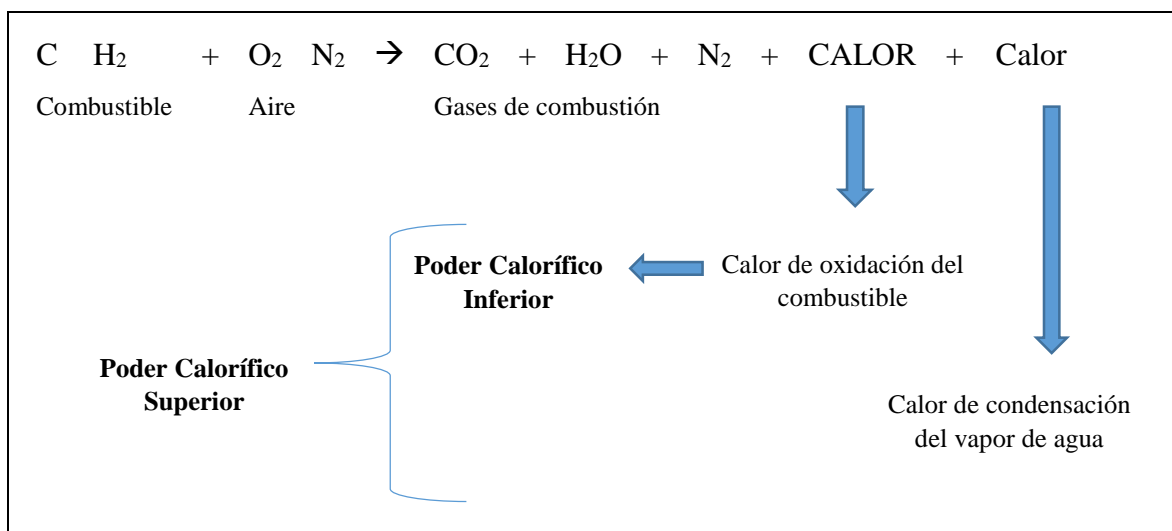 C H₂ + O₂ N₂ → CO₂ + H₂O + N₂ + CALOR + Calor
Combustible Aire Gases de combustión
Poder Calorífico
Inferior
Calor de oxidación del
combustible
Poder Calorífico
Superior
Calor de condensación
del vapor de agua